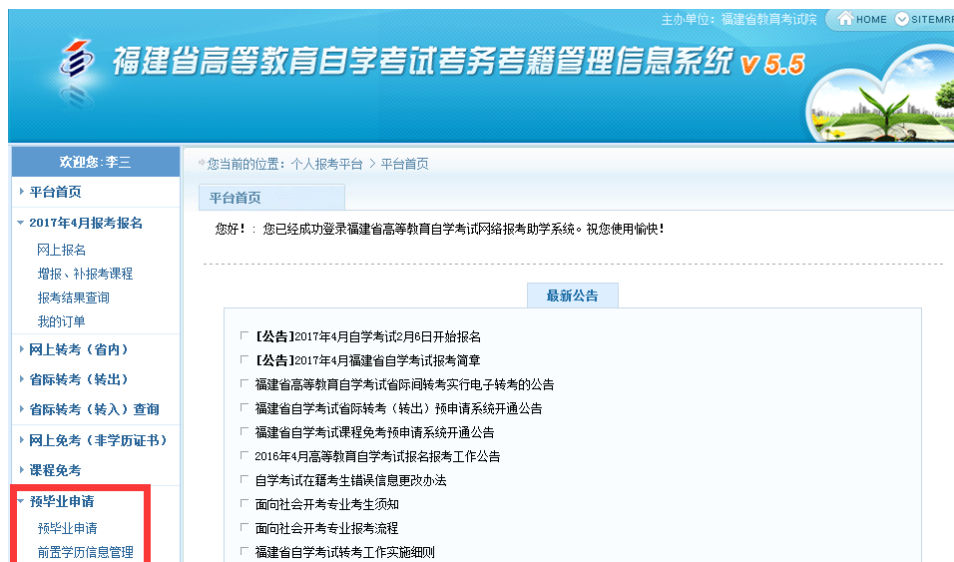 主办单位：福建省教育考试院 HOME SITEMAP
福建省高等教育自学考试考务考籍管理信息系统 v 5.5
欢迎您:李三
平台首页
2017年4月报考报名
网上报名
增报、补报考课程
报考结果查询
我的订单
网上转考（省内）
省际转考（转出）
省际转考（转入）查询
网上免考（非学历证书）
课程免考
预毕业申请
预毕业申请
前置学历信息管理
您当前的位置：个人报考平台 > 平台首页
平台首页
您好！: 您已经成功登录福建省高等教育自学考试网络报考助学系统。祝您使用愉快！
最新公告
【公告】2017年4月自学考试2月6日开始报名
【公告】2017年4月福建省自学考试报考简章
福建省高等教育自学考试省际间转考实行电子转考的公告
福建省自学考试省际转考（转出）预申请系统开通公告
福建省自学考试课程免考预申请系统开通公告
2016年4月高等教育自学考试报名报考工作公告
自学考试在籍考生错误信息更改办法
面向社会开考专业考生须知
面向社会开考专业报考流程
福建省自学考试转考工作实施细则